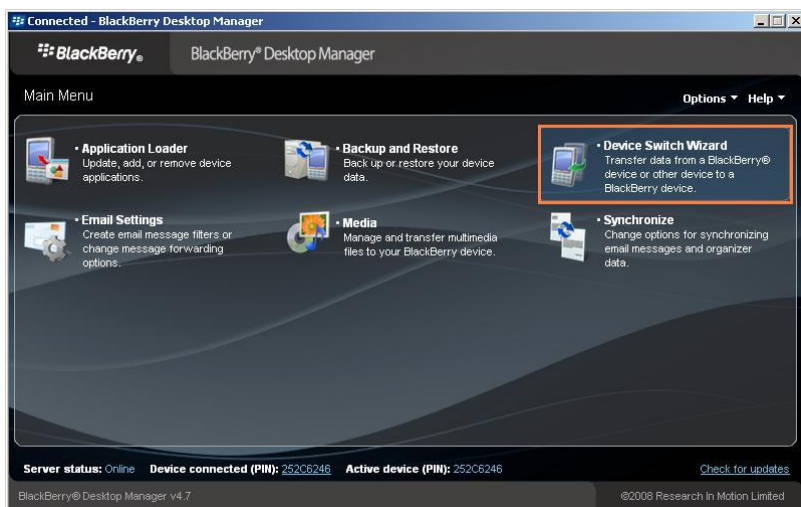 Connected - BlackBerry Desktop Manager
BlackBerry® BlackBerry® Desktop Manager
Main Menu Options Help
Application Loader
Update, add, or remove device
applications.
Backup and Restore
Back up or restore your device
data.
Device Switch Wizard
Transfer data from a BlackBerry®
device or other device to a
BlackBerry device.
Email Settings
Create email message filters or
change message forwarding
options.
Media
Manage and transfer multimedia
files to your BlackBerry device.
Synchronize
Change options for synchronizing
email messages and organizer
data.
Server status: Online Device connected (PIN): 252C6246 Active device (PIN): 252C6246 Check for updates
BlackBerry® Desktop Manager v4.7 ©2008 Research In Motion Limited